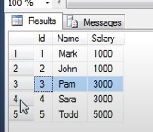 100 %
Results Messages
Id Name Salary
1 1 Mark 1000
2 2 John 1000
3 3 Pam 3000
4 4 Sara 3000
5 5 Todd 5000